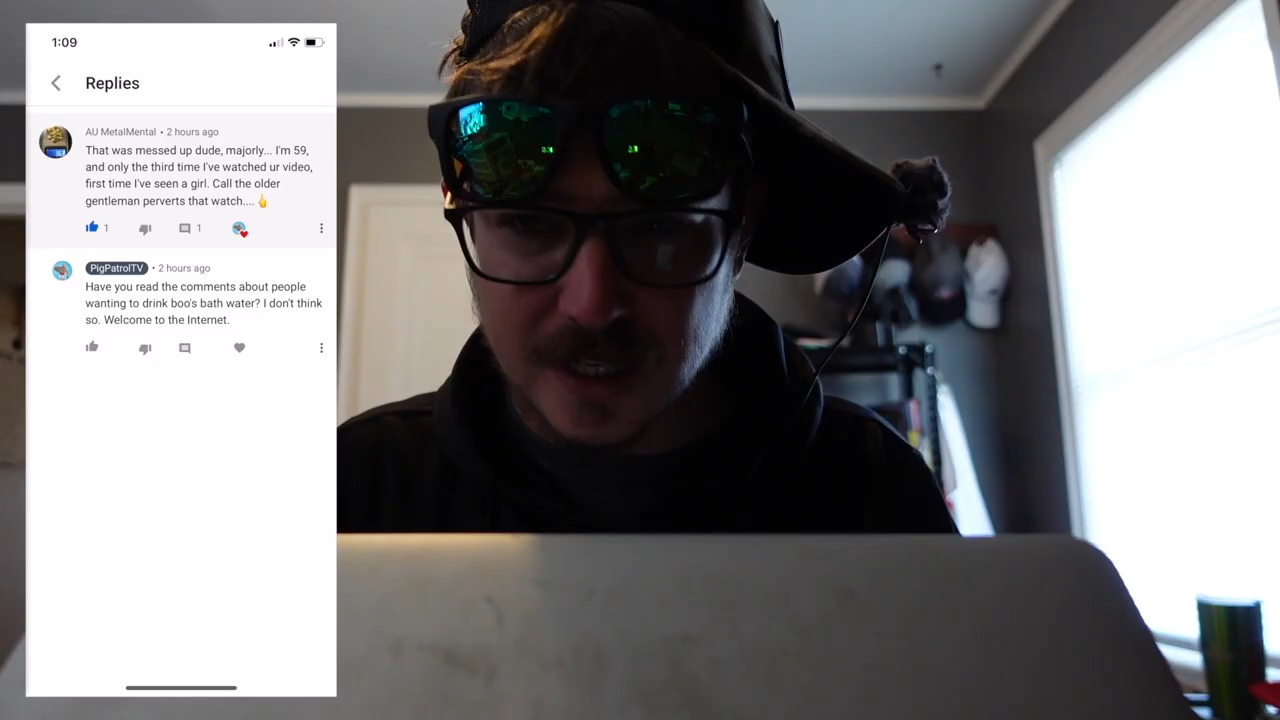 1:09
Replies
AU MetalMental • 2 hours ago
That was messed up dude, majorly... I'm 59,
and only the third time I've watched ur video,
first time I've seen a girl. Call the older
gentleman perverts that watch....🖕
1
1
PigPatrolTV • 2 hours ago
Have you read the comments about people
wanting to drink boo's bath water? I don't think
so. Welcome to the Internet.